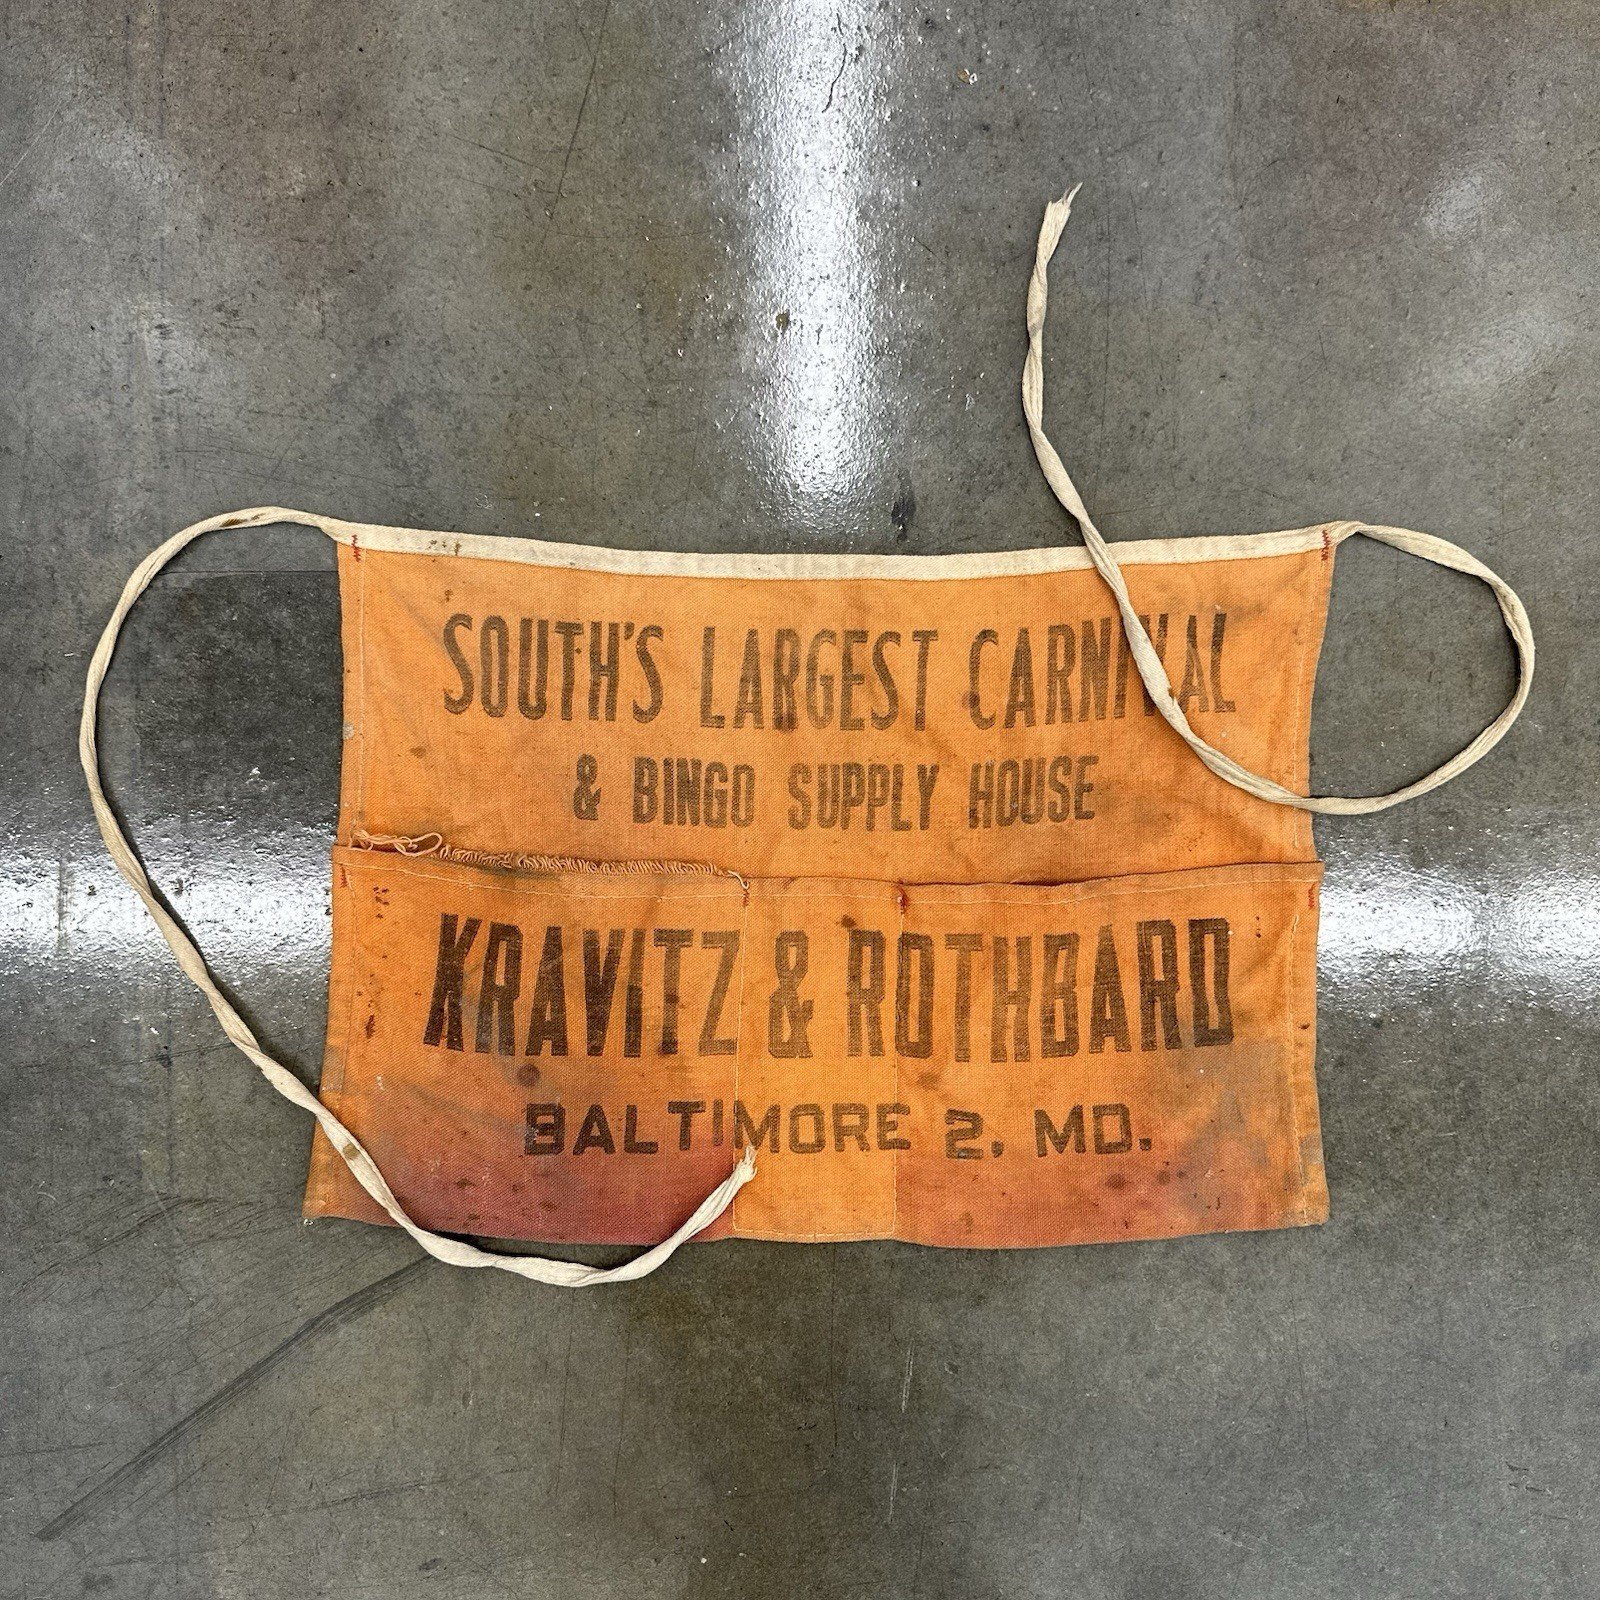 SOUTH'S LARGEST CARNIVAL
& BINGO SUPPLY HOUSE
KRAVITZ & ROTHBARD
BALTIMORE 2, MD.